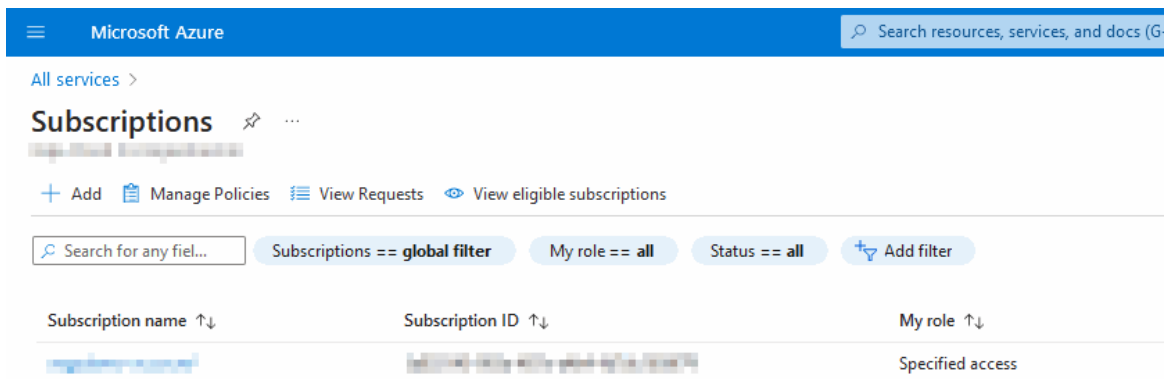 Microsoft Azure
Search resources, services, and docs (G-
All services >
Subscriptions ...
+ Add Manage Policies View Requests View eligible subscriptions
Search for any fiel... Subscriptions == global filter My role == all Status == all Add filter
Subscription name ↑↓ Subscription ID ↑↓ My role ↑↓
Specified access